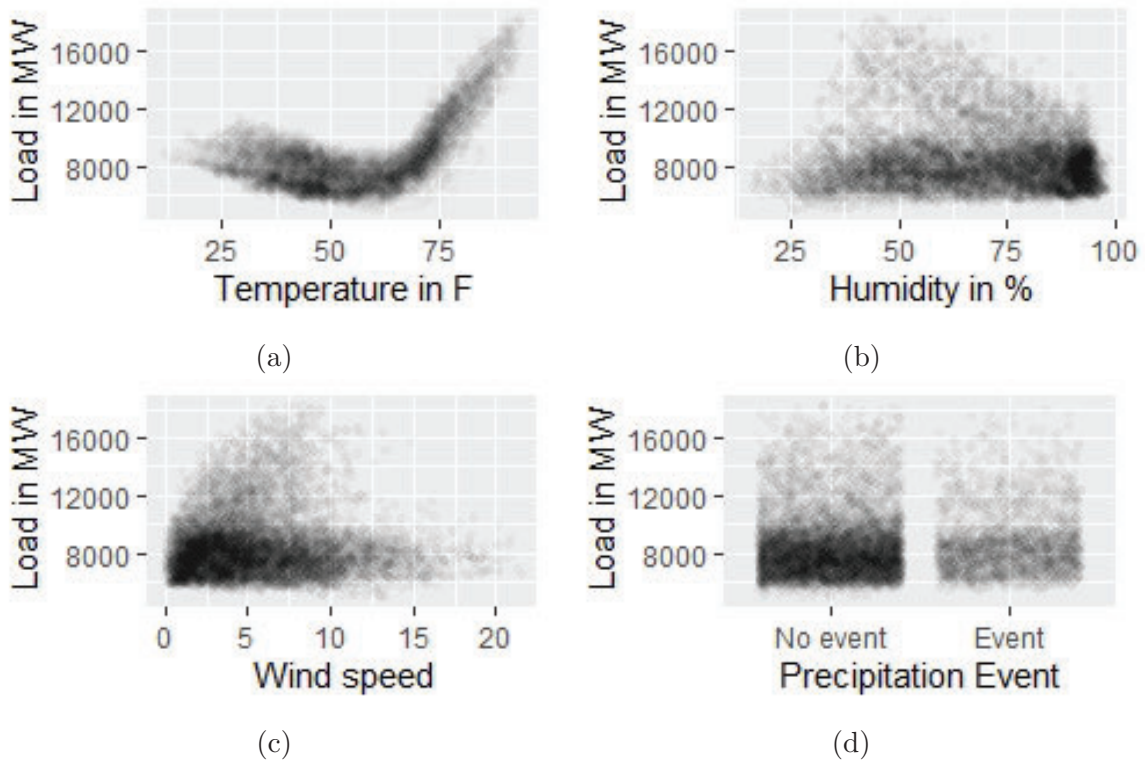 Load in MW
16000
12000
8000
25 50 75
Temperature in F
(a)
Load in MW
16000
12000
8000
25 50 75 100
Humidity in %
(b)
Load in MW
16000
12000
8000
0 5 10 15 20
Wind speed
(c)
Load in MW
16000
12000
8000
No event Event
Precipitation Event
(d)